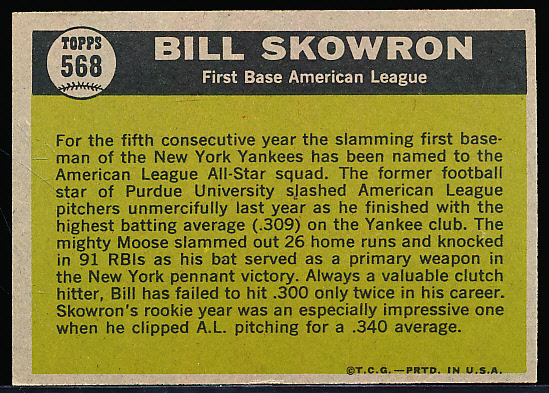 TOPPS
568
BILL SKOWRON
First Base American League
For the fifth consecutive year the slamming first base-
man of the New York Yankees has been named to the
American League All-Star squad. The former football
star of Purdue University slashed American League
pitchers unmercifully last year as he finished with the
highest batting average (.309) on the Yankee club. The
mighty Moose slammed out 26 home runs and knocked
in 91 RBIs as his bat served as a primary weapon in
the New York pennant victory. Always a valuable clutch
hitter, Bill has failed to hit .300 only twice in his career.
Skowron's rookie year was an especially impressive one
when he clipped A.L. pitching for a .340 average.
©T.C.G.—PRTD. IN U.S.A.